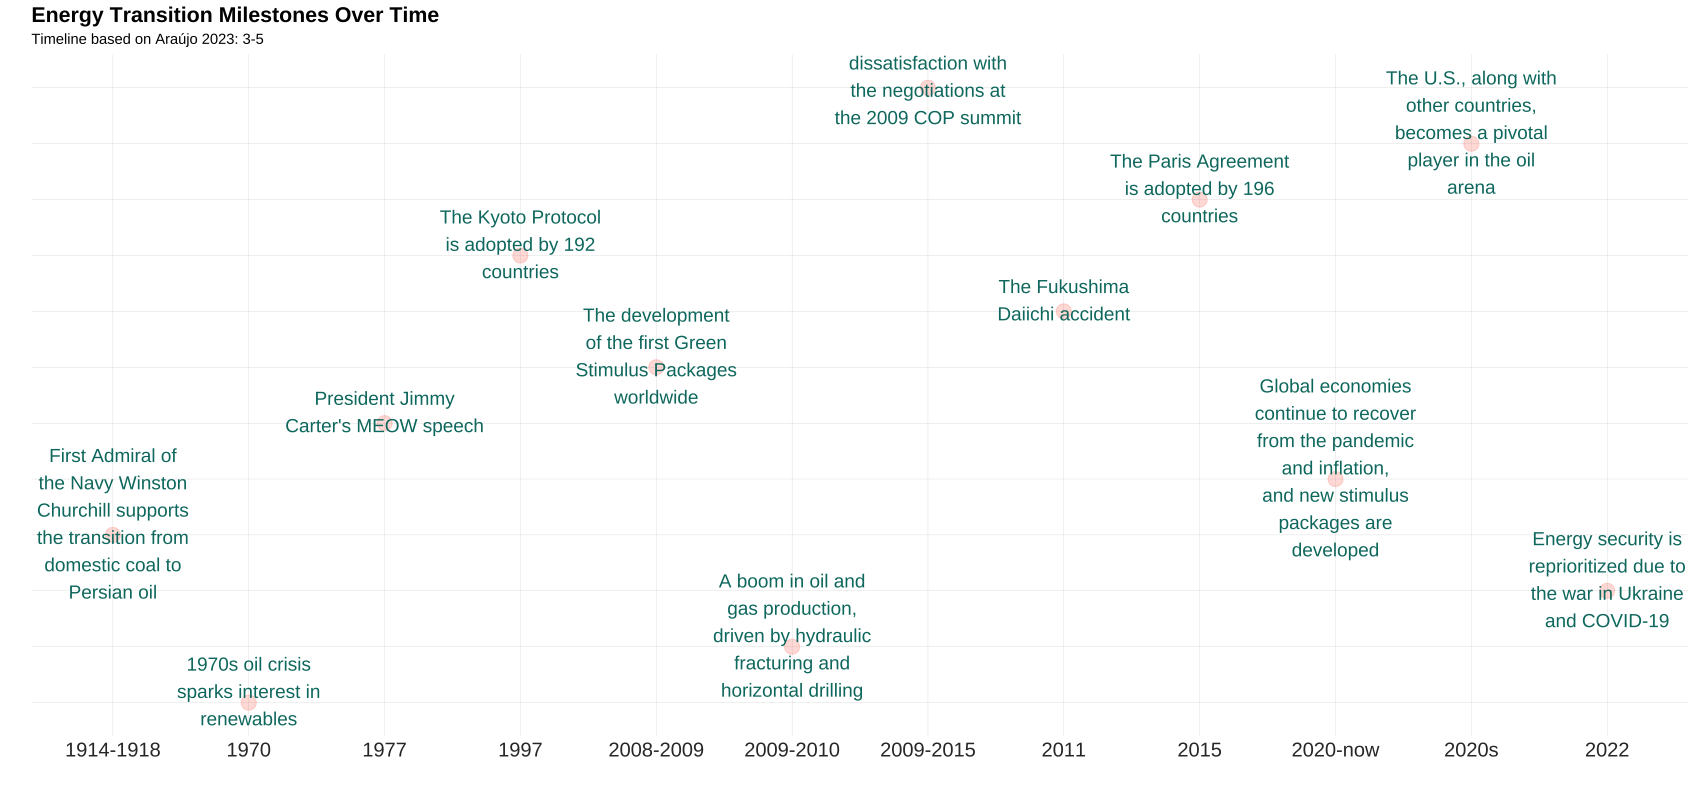 Energy Transition Milestones Over Time
Timeline based on Araújo 2023: 3-5
dissatisfaction with
the negotiations at
the 2009 COP summit
The U.S., along with
other countries,
becomes a pivotal
player in the oil
arena
The Paris Agreement
is adopted by 196
countries
The Kyoto Protocol
is adopted by 192
countries
The Fukushima
Daiichi accident
The development
of the first Green
Stimulus Packages
worldwide
President Jimmy
Carter's MEOW speech
Global economies
continue to recover
from the pandemic
and inflation,
and new stimulus
packages are
developed
First Admiral of
the Navy Winston
Churchill supports
the transition from
domestic coal to
Persian oil
Energy security is
reprioritized due to
the war in Ukraine
and COVID-19
A boom in oil and
gas production,
driven by hydraulic
fracturing and
horizontal drilling
1970s oil crisis
sparks interest in
renewables
1914-1918
1970
1977
1997
2008-2009
2009-2010
2009-2015
2011
2015
2020-now
2020s
2022